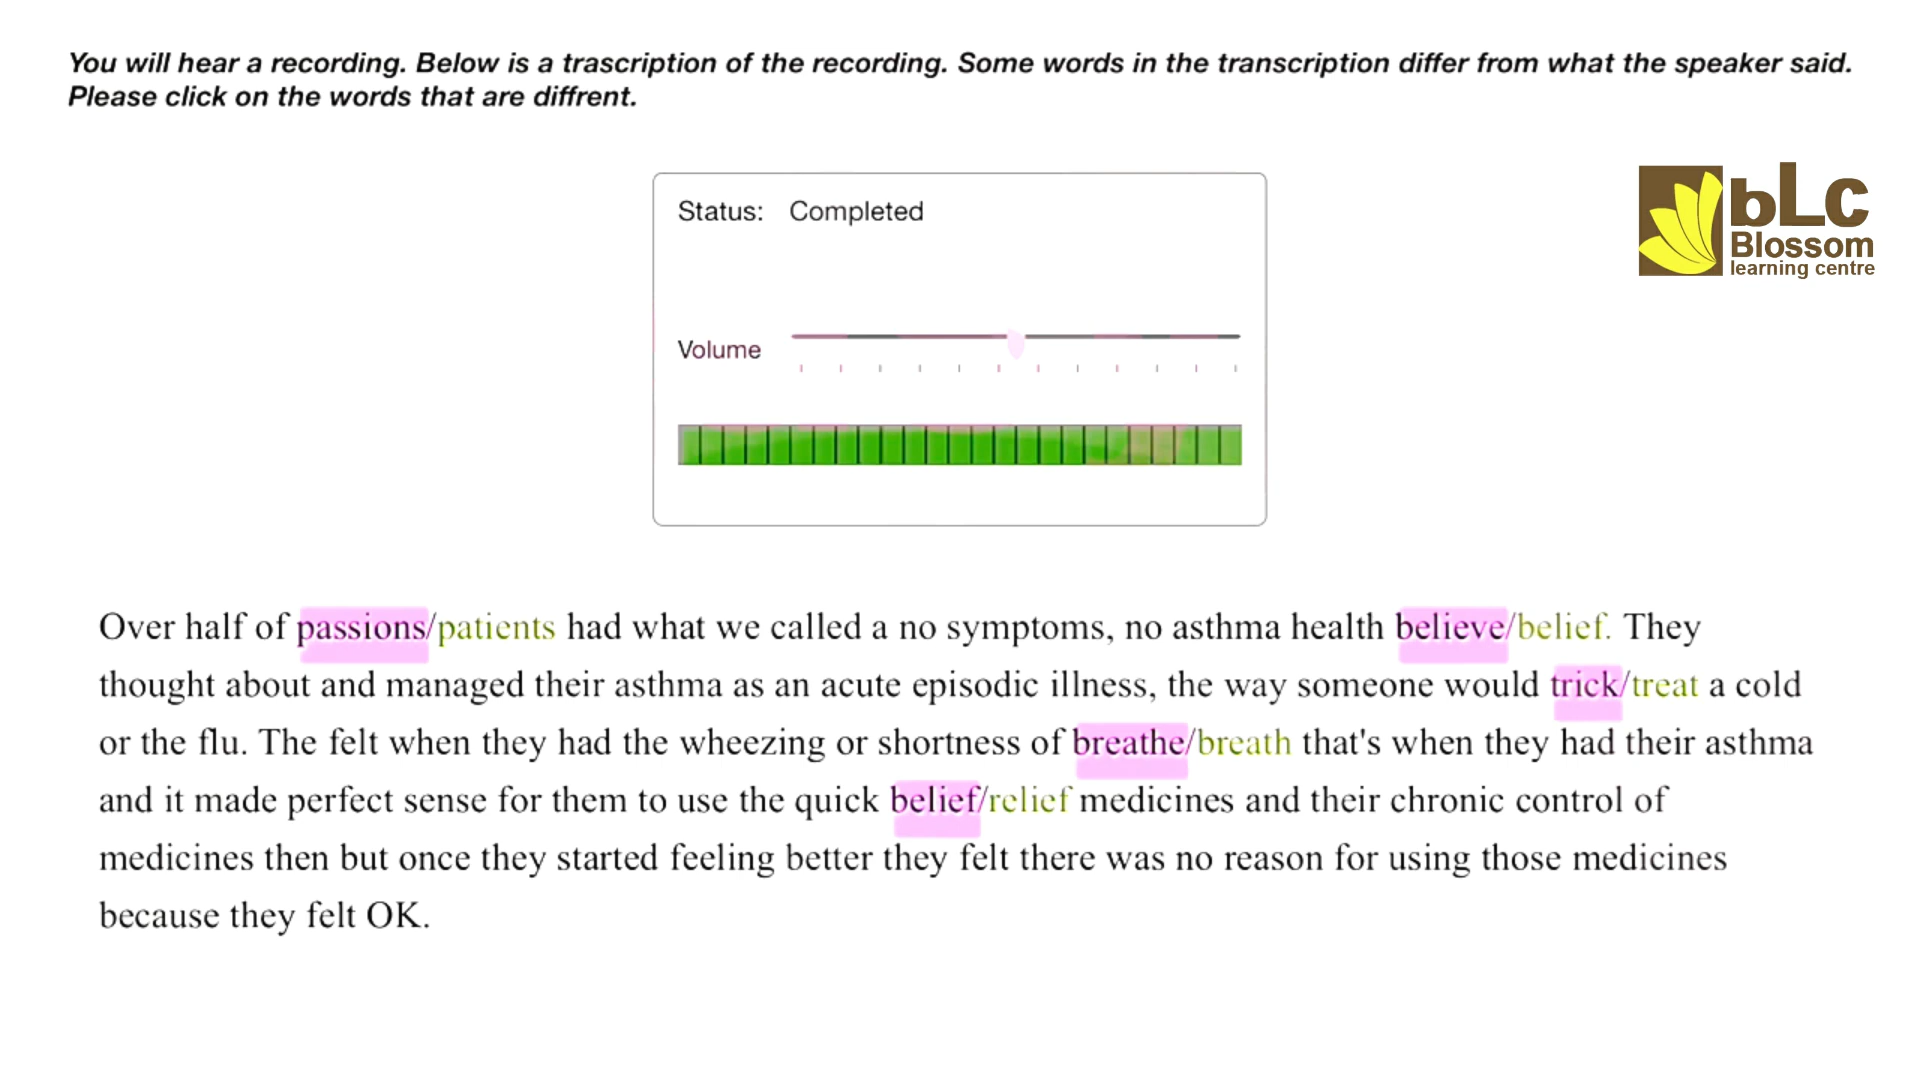 You will hear a recording. Below is a trascription of the recording. Some words in the transcription differ from what the speaker said.
Please click on the words that are diffrent.
bLc
Blossom
learning centre
Status: Completed
Volume
Over half of passions/patients had what we called a no symptoms, no asthma health believe/belief. They
thought about and managed their asthma as an acute episodic illness, the way someone would trick/treat a cold
or the flu. The felt when they had the wheezing or shortness of breathe/breath that's when they had their asthma
and it made perfect sense for them to use the quick belief/relief medicines and their chronic control of
medicines then but once they started feeling better they felt there was no reason for using those medicines
because they felt OK.